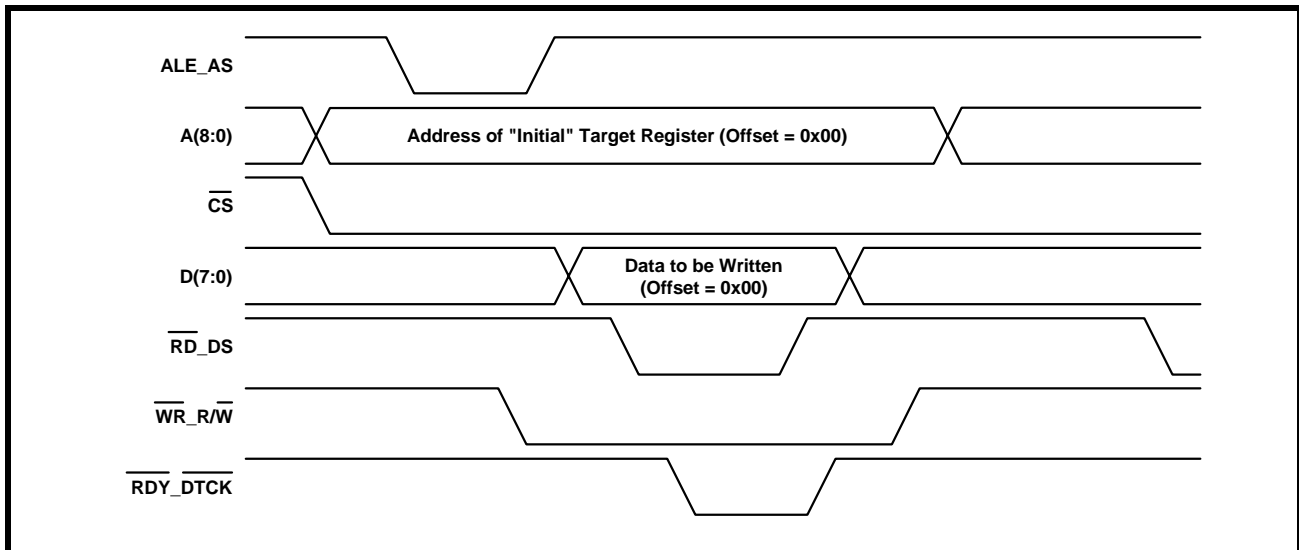 ALE_AS
A(8:0)
Address of "Initial" Target Register (Offset = 0x00)
CS
D(7:0)
Data to be Written
(Offset = 0x00)
RD_DS
WR_R/W
RDY_DTCK